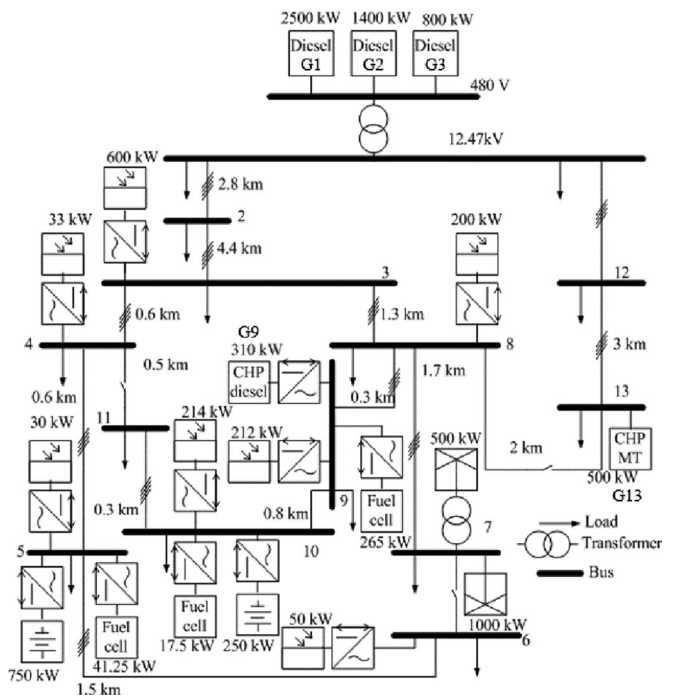 2500 kW 1400 kW 800 kW
Diesel G1
Diesel G2
Diesel G3
480 V
12.47kV
600 kW
2.8 km
2
33 kW
200 kW
4.4 km
3
12
0.6 km
1.3 km
G9
4
8
3 km
0.5 km
310 kW
1.7 km
CHP diesel
0.3 km
0.6 km
13
11
214 kW
30 kW
500 kW
2 km
CHP MT
212 kW
500 kW
G13
0.3 km
9
Fuel cell
0.8 km
7
Load
265 kW
Transformer
5
10
Bus
Fuel cell
Fuel cell
50 kW
1000 kW
17.5 kW
250 kW
6
750 kW
41.25 kW
1.5 km